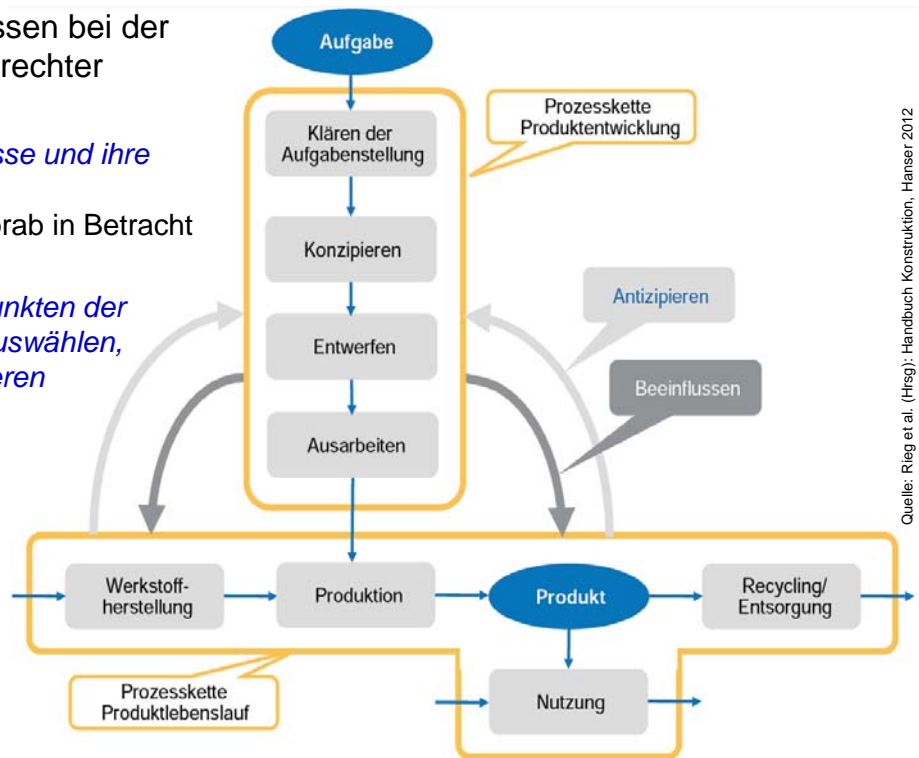 ssen bei der
rechter
sse und ihre
rab in Betracht
unkten der
uswählen,
eren
Aufgabe
Prozesskette
Produktentwicklung
Klären der
Aufgabenstellung
Konzipieren
Antizipieren
Entwerfen
Beeinflussen
Ausarbeiten
Werkstoff-
herstellung
Produktion
Produkt
Recycling/
Entsorgung
Prozesskette
Produktlebenslauf
Nutzung
Quelle: Rieg et al. (Hrsg): Handbuch Konstruktion, Hanser 2012